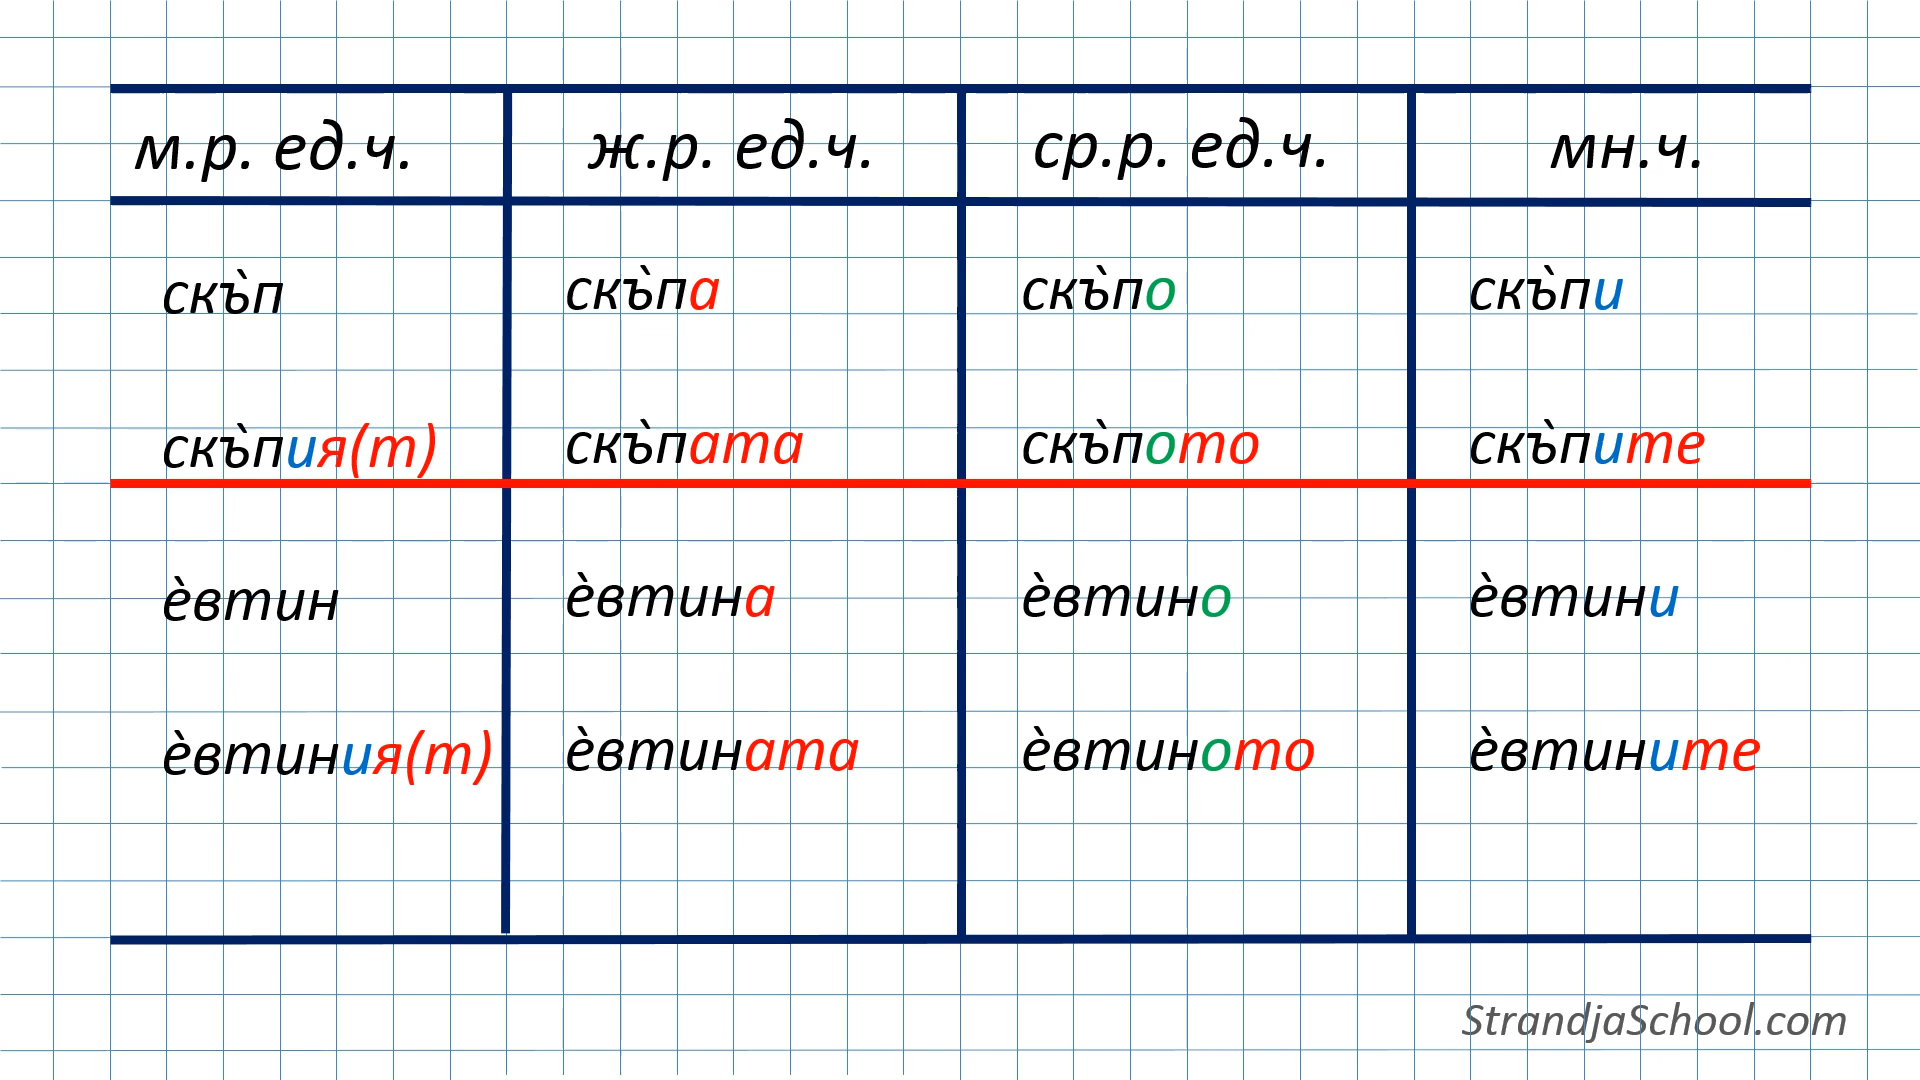 м.р. ед.ч. ж.р. ед.ч. ср.р. ед.ч. мн.ч.
скъ̀п скъ̀па скъ̀по скъ̀пи
скъ̀пия(т) скъ̀пата скъ̀пото скъ̀пите
ѐвтин ѐвтина ѐвтино ѐвтини
ѐвтиния(т) ѐвтината ѐвтиното ѐвтините
StrandjaSchool.com